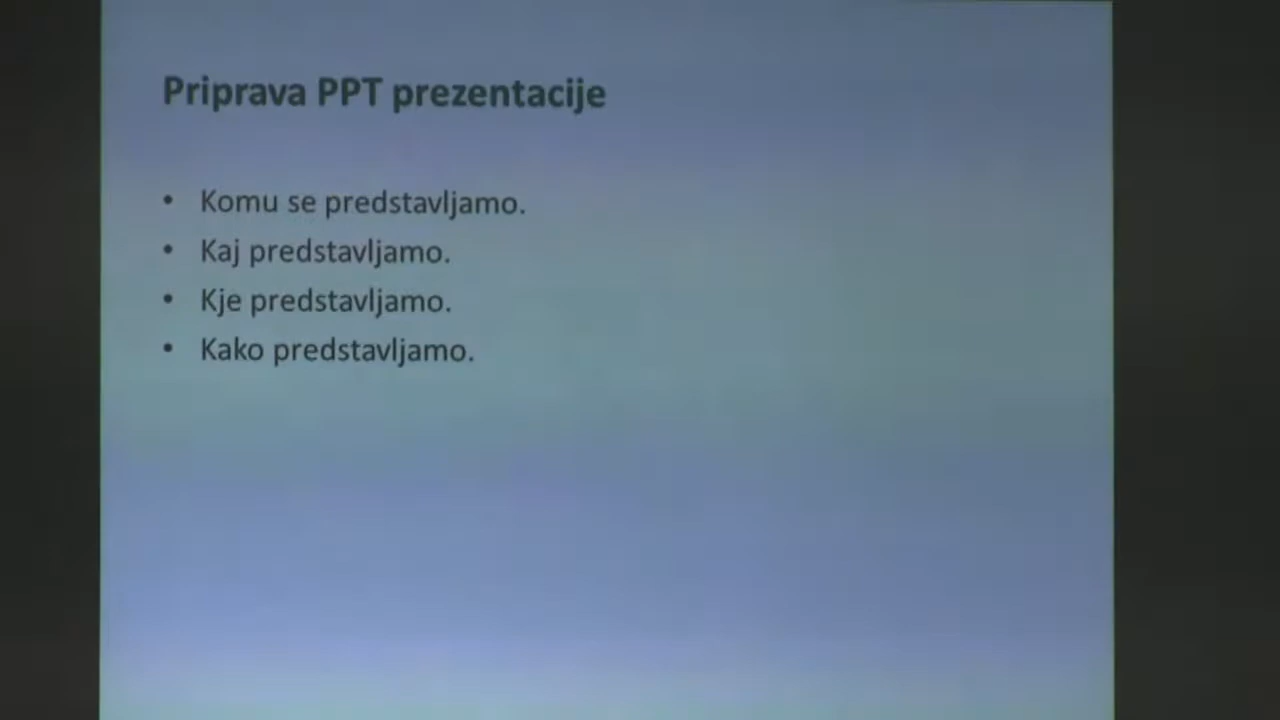 Priprava PPT prezentacije
• Komu se predstavljamo.
• Kaj predstavljamo.
• Kje predstavljamo.
• Kako predstavljamo.